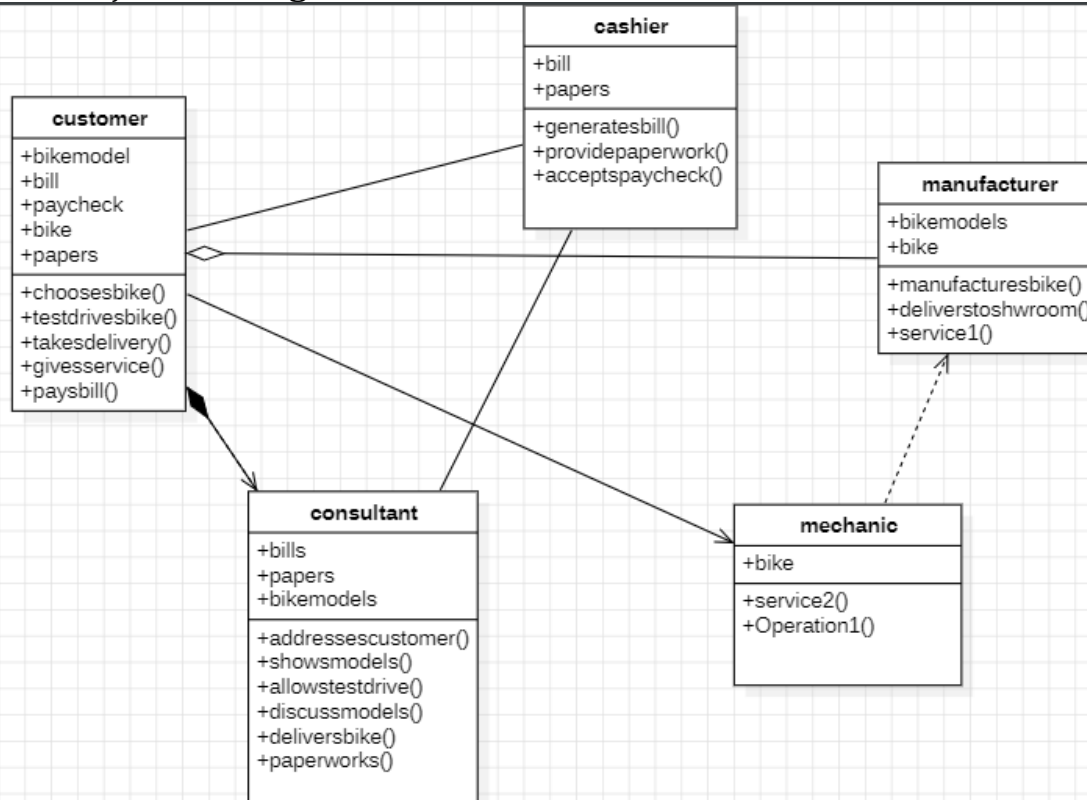 cashier
+bill
+papers
+generatesbill()
+providepaperwork()
+acceptspaycheck()
customer
+bikemodel
+bill
+paycheck
+bike
+papers
+choosesbike()
+testdrivesbike()
+takesdelivery()
+givesservice()
+paysbill()
manufacturer
+bikemodels
+bike
+manufacturesbike()
+deliverstoshwroom()
+service1()
consultant
+bills
+papers
+bikemodels
+addressescustomer()
+showsmodels()
+allowstestdrive()
+discussmodels()
+deliversbike()
+paperworks()
mechanic
+bike
+service2()
+Operation1()